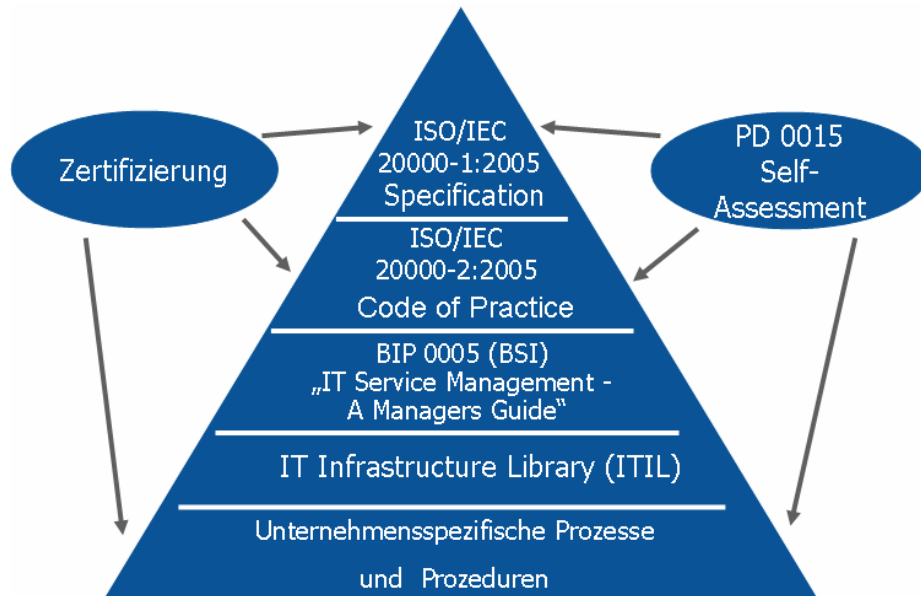 Zertifizierung
ISO/IEC
20000-1:2005
Specification
PD 0015
Self-
Assessment
ISO/IEC
20000-2:2005
Code of Practice
BIP 0005 (BSI)
„IT Service Management -
A Managers Guide“
IT Infrastructure Library (ITIL)
Unternehmensspezifische Prozesse
und Prozeduren